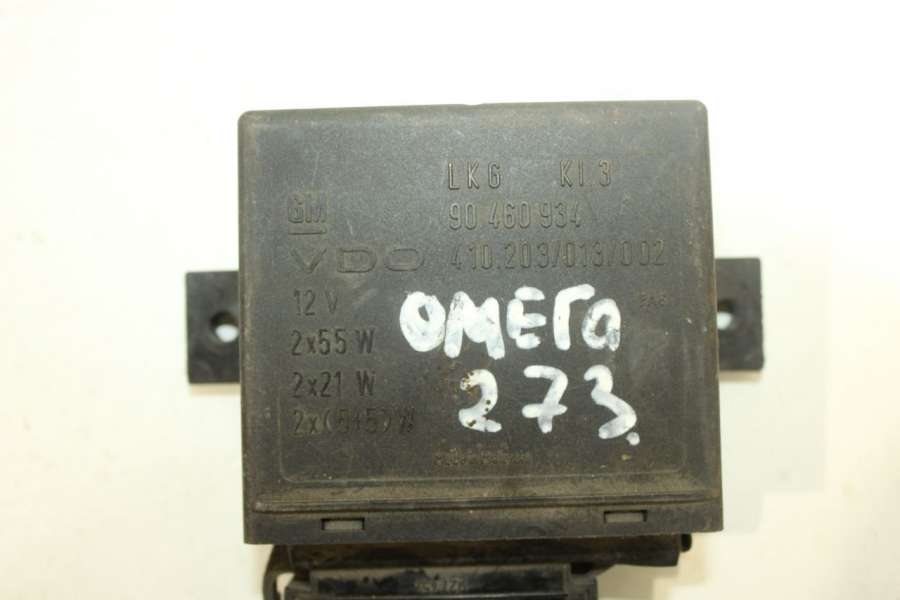 LKG KI.3
GM 90 460 934
VDO 410.203/013/002
12 V
ОМЕГа
2x55 W
2x21 W
273.
2x(5+5)W